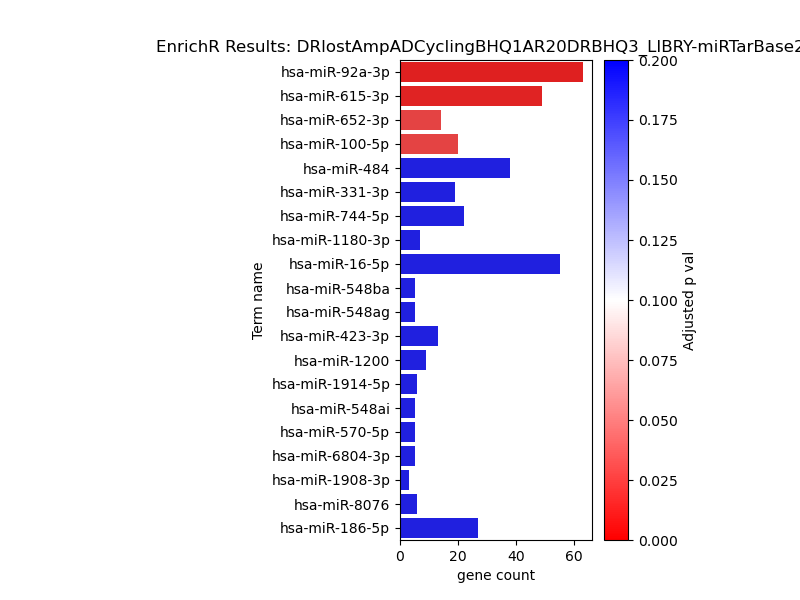 EnrichR Results: DRlostAmpADCyclingBHQ1AR20DRBHQ3_LIBRY-miRTarBase2
hsa-miR-92a-3p
hsa-miR-615-3p
hsa-miR-652-3p
hsa-miR-100-5p
hsa-miR-484
hsa-miR-331-3p
hsa-miR-744-5p
hsa-miR-1180-3p
hsa-miR-16-5p
hsa-miR-548ba
hsa-miR-548ag
hsa-miR-423-3p
hsa-miR-1200
hsa-miR-1914-5p
hsa-miR-548ai
hsa-miR-570-5p
hsa-miR-6804-3p
hsa-miR-1908-3p
hsa-miR-8076
hsa-miR-186-5p
Term name
0 20 40 60
gene count
0.200
0.175
0.150
0.125
0.100
0.075
0.050
0.025
0.000
Adjusted p val